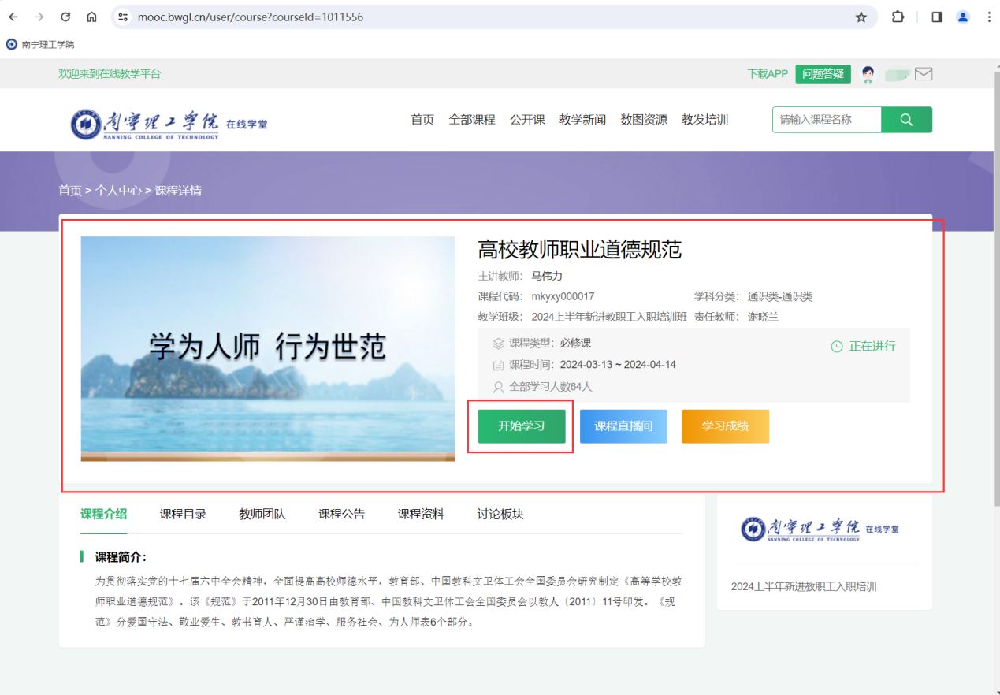 mooc.bwgl.cn/user/course?courseId=1011556
南宁理工学院
欢迎来到在线教学平台
下载APP 问题答疑
南宁理工学院 在线学堂
NANNING COLLEGE OF TECHNOLOGY
首页 全部课程 公开课 教学新闻 数图资源 教发培训
请输入课程名称
首页 > 个人中心 > 课程详情
学为人师 行为世范
高校教师职业道德规范
主讲教师： 马伟力
课程代码： mkyxy000017 学科分类： 通识类-通识类
教学班级： 2024上半年新进教职工入职培训班 责任教师： 谢晓兰
课程类型： 必修课
正在进行
课程时间： 2024-03-13 ~ 2024-04-14
全部学习人数64人
开始学习 课程直播间 学习成绩
课程介绍 课程目录 教师团队 课程公告 课程资料 讨论板块
课程简介：
为贯彻落实党的十七届六中全会精神，全面提高高校师德水平，教育部、中国教科文卫体工会全国委员会研究制定《高等学校教
师职业道德规范》。该《规范》于2011年12月30日由教育部、中国教科文卫体工会全国委员会以教人〔2011〕11号印发。《规
范》分爱国守法、敬业爱生、教书育人、严谨治学、服务社会、为人师表6个部分。
南宁理工学院 在线学堂
NANNING COLLEGE OF TECHNOLOGY
2024上半年新进教职工入职培训